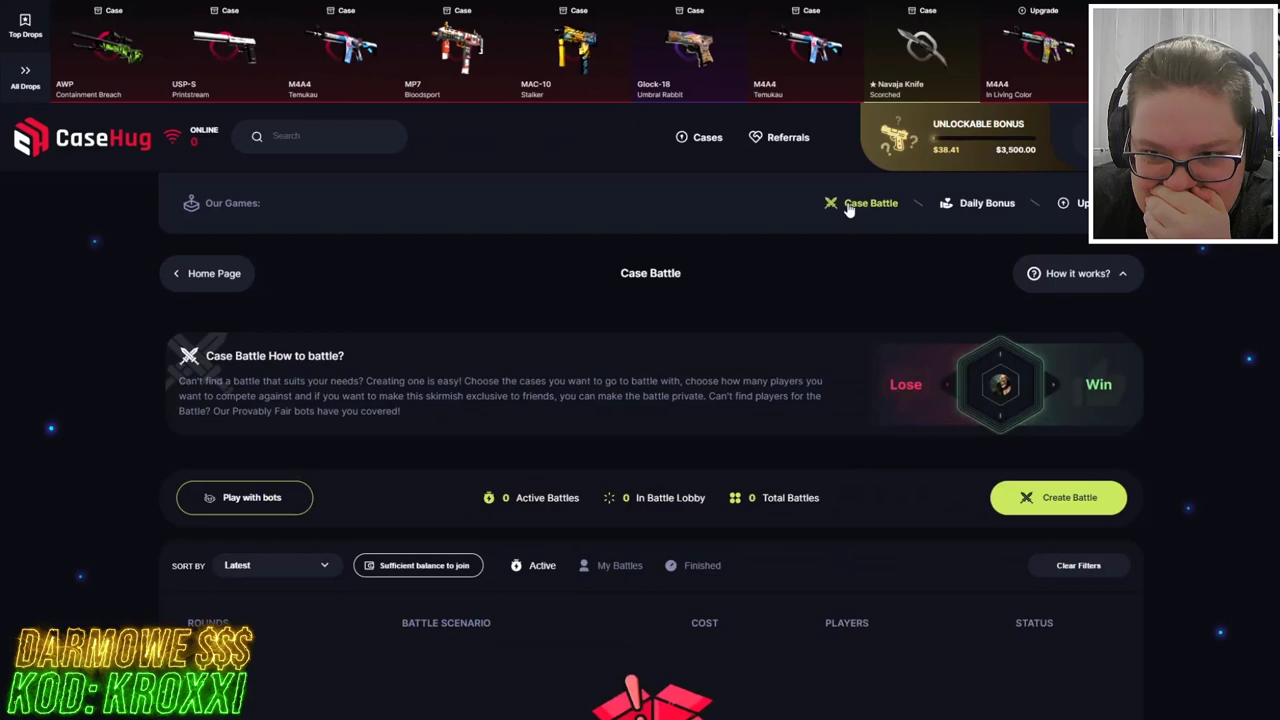 Top Drops
All Drops
Case
AWP
Containment Breach
Case
USP-S
Printstream
Case
M4A4
Temukau
Case
MP7
Bloodsport
Case
MAC-10
Stalker
Case
Glock-18
Umbral Rabbit
Case
M4A4
Temukau
Case
★ Navaja Knife
Scorched
Upgrade
M4A4
In Living Color
CaseHug
ONLINE
0
Search
Cases
Referrals
UNLOCKABLE BONUS
$38.41 $3,500.00
Our Games:
Case Battle
Daily Bonus
Up
Home Page
Case Battle
How it works?
Case Battle How to battle?
Can't find a battle that suits your needs? Creating one is easy! Choose the cases you want to go to battle with, choose how many players you
want to compete against and if you want to make this skirmish exclusive to friends, you can make the battle private. Can't find players for the
Battle? Our Provably Fair bots have you covered!
Lose
Win
Play with bots
0 Active Battles
0 In Battle Lobby
0 Total Battles
Create Battle
SORT BY
Latest
Sufficient balance to join
Active
My Battles
Finished
Clear Filters
ROUNDS
BATTLE SCENARIO
COST
PLAYERS
STATUS
DARMOWE $$$
KOD: KROXXI